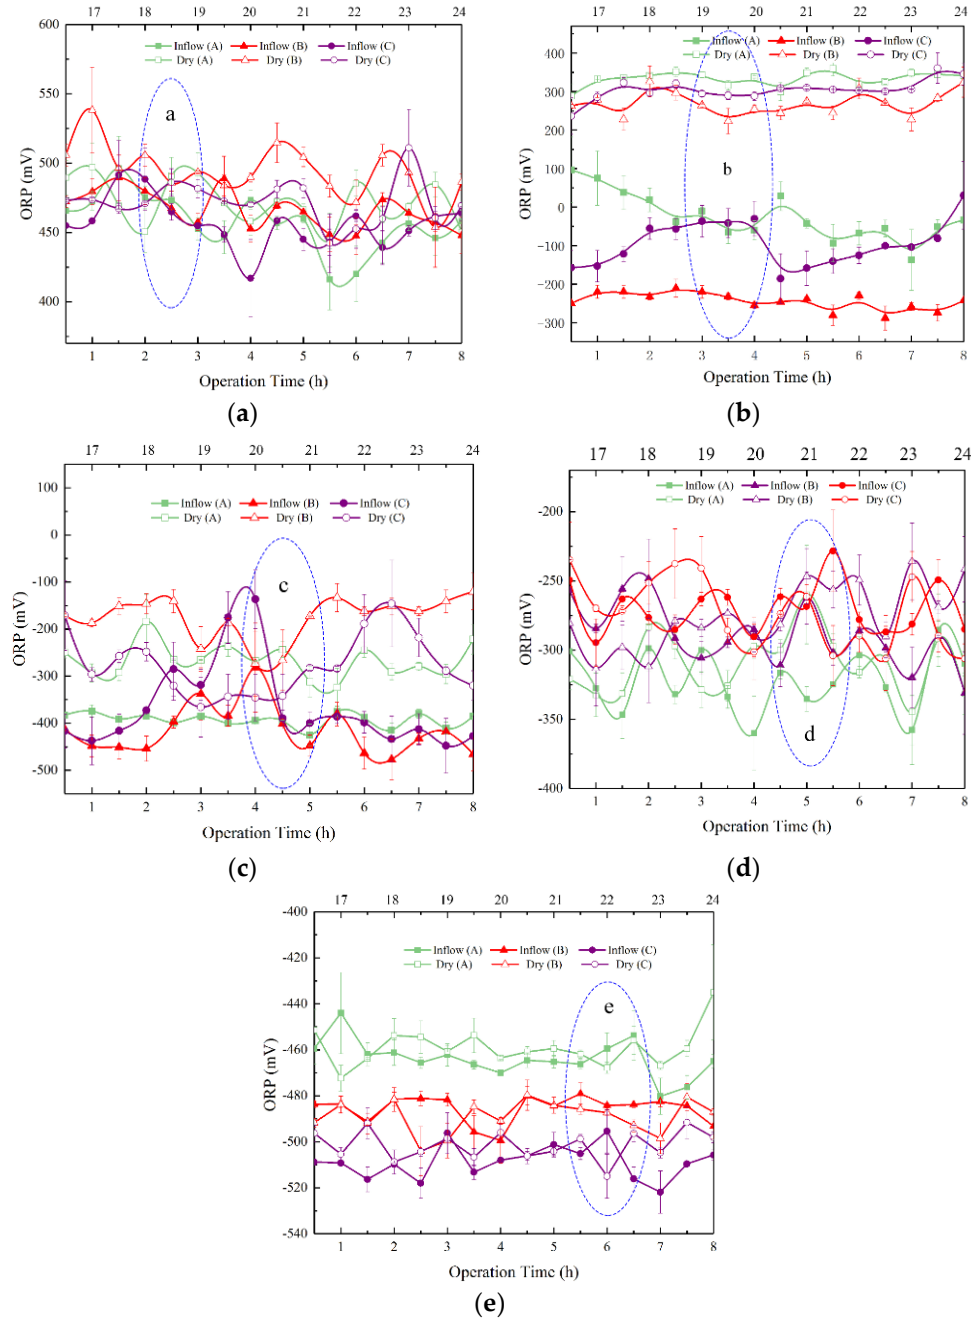 17 18 19 20 21 22 23 24
600
550
500
450
400
ORP (mV)
Inflow (A) Inflow (B) Inflow (C)
Dry (A) Dry (B) Dry (C)
a
1 2 3 4 5 6 7 8
Operation Time (h)
(a)
17 18 19 20 21 22 23 24
400
300
200
100
0
-100
-200
-300
ORP (mV)
Inflow (A) Inflow (B) Inflow (C)
Dry (A) Dry (B) Dry (C)
b
1 2 3 4 5 6 7 8
Operation Time (h)
(b)
17 18 19 20 21 22 23 24
100
0
-100
-200
-300
-400
-500
ORP (mV)
Inflow (A) Inflow (B) Inflow (C)
Dry (A) Dry (B) Dry (C)
c
1 2 3 4 5 6 7 8
Operation Time (h)
(c)
17 18 19 20 21 22 23 24
-200
-250
-300
-350
-400
ORP (mV)
Inflow (A) Inflow (B) Inflow (C)
Dry (A) Dry (B) Dry (C)
d
1 2 3 4 5 6 7 8
Operation Time (h)
(d)
17 18 19 20 21 22 23 24
-400
-420
-440
-460
-480
-500
-520
-540
ORP (mV)
Inflow (A) Inflow (B) Inflow (C)
Dry (A) Dry (B) Dry (C)
e
1 2 3 4 5 6 7 8
Operation Time (h)
(e)